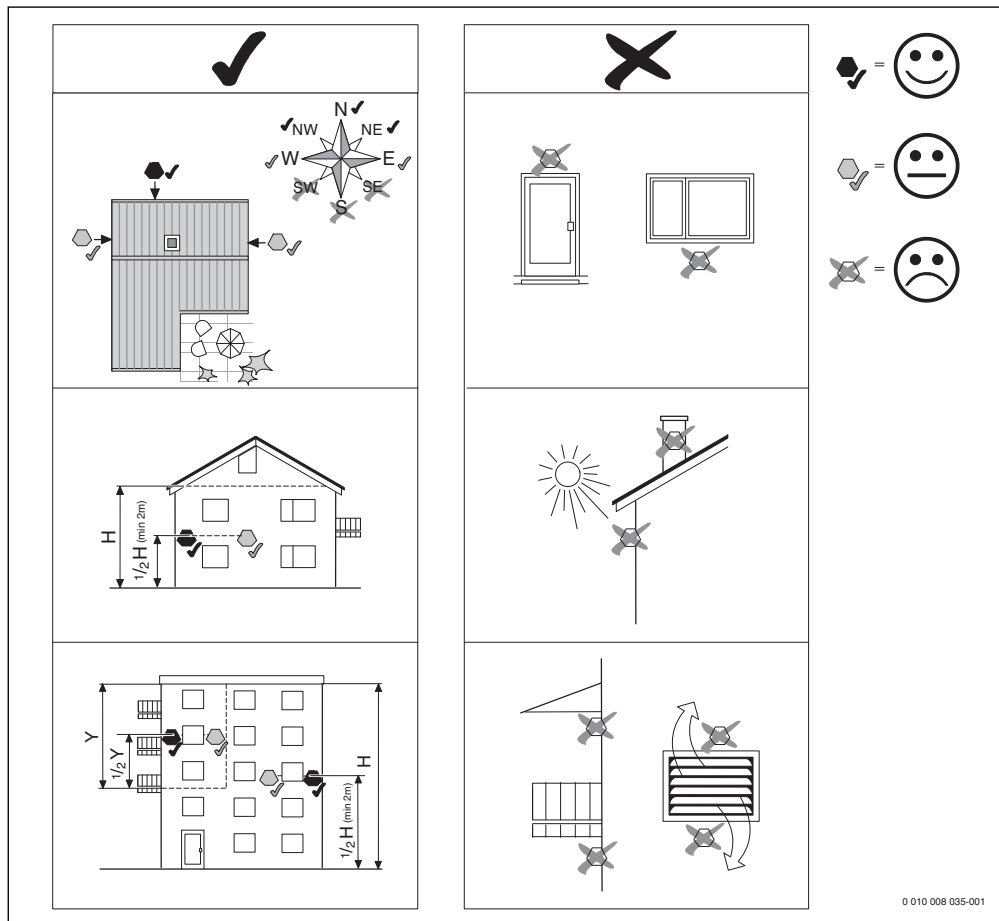 N
NW
NE
W
E
SW
SE
S
=
=
=
H
1/2 H (min 2m)
Y
1/2 Y
H
1/2 H (min 2m)
0 010 008 035-001